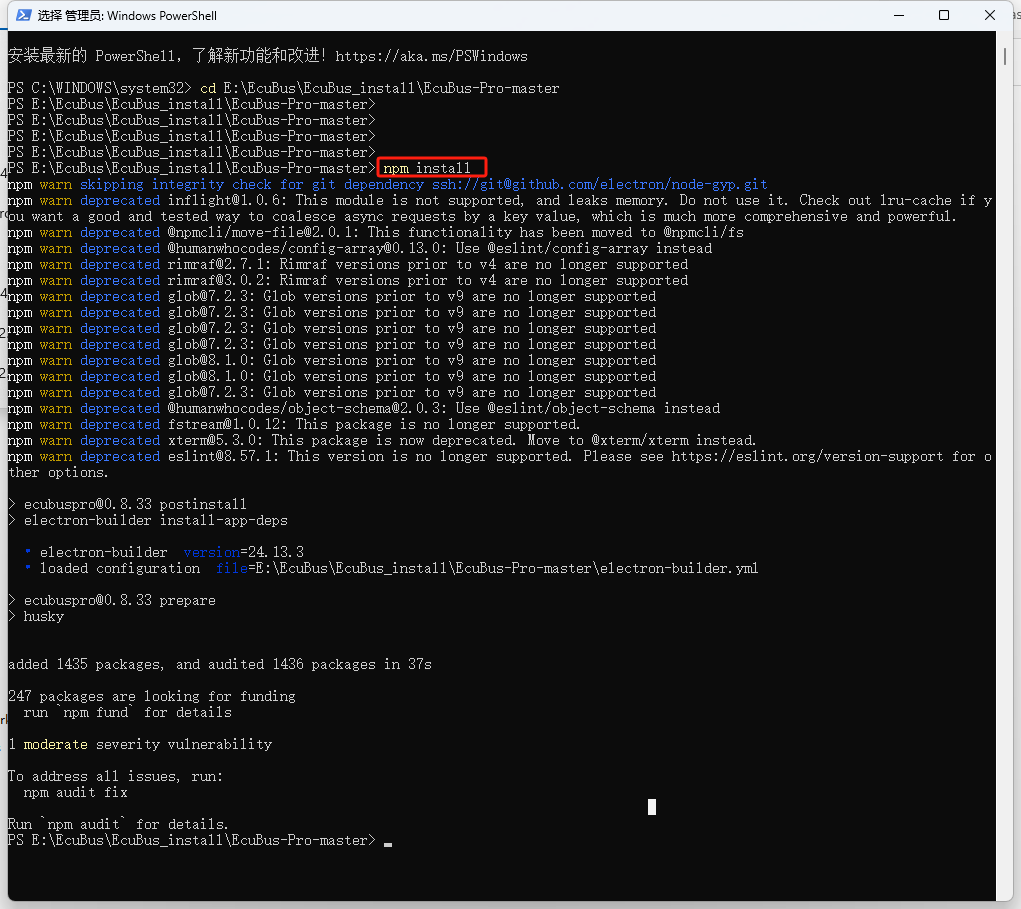 选择 管理员: Windows PowerShell
安装最新的 PowerShell，了解新功能和改进！https://aka.ms/PSWindows
PS C:\WINDOWS\system32> cd E:\EcuBus\EcuBus_install\EcuBus-Pro-master
PS E:\EcuBus\EcuBus_install\EcuBus-Pro-master>
PS E:\EcuBus\EcuBus_install\EcuBus-Pro-master>
PS E:\EcuBus\EcuBus_install\EcuBus-Pro-master>
PS E:\EcuBus\EcuBus_install\EcuBus-Pro-master>
PS E:\EcuBus\EcuBus_install\EcuBus-Pro-master> npm install
npm warn skipping integrity check for git dependency ssh://git@github.com/electron/node-gyp.git
npm warn deprecated inflight@1.0.6: This module is not supported, and leaks memory. Do not use it. Check out lru-cache if y
ou want a good and tested way to coalesce async requests by a key value, which is much more comprehensive and powerful.
npm warn deprecated @npmcli/move-file@2.0.1: This functionality has been moved to @npmcli/fs
npm warn deprecated @humanwhocodes/config-array@0.13.0: Use @eslint/config-array instead
npm warn deprecated rimraf@2.7.1: Rimraf versions prior to v4 are no longer supported
npm warn deprecated rimraf@3.0.2: Rimraf versions prior to v4 are no longer supported
npm warn deprecated glob@7.2.3: Glob versions prior to v9 are no longer supported
npm warn deprecated glob@7.2.3: Glob versions prior to v9 are no longer supported
npm warn deprecated glob@7.2.3: Glob versions prior to v9 are no longer supported
npm warn deprecated glob@7.2.3: Glob versions prior to v9 are no longer supported
npm warn deprecated glob@8.1.0: Glob versions prior to v9 are no longer supported
npm warn deprecated glob@8.1.0: Glob versions prior to v9 are no longer supported
npm warn deprecated glob@7.2.3: Glob versions prior to v9 are no longer supported
npm warn deprecated @humanwhocodes/object-schema@2.0.3: Use @eslint/object-schema instead
npm warn deprecated fstream@1.0.12: This package is no longer supported.
npm warn deprecated xterm@5.3.0: This package is now deprecated. Move to @xterm/xterm instead.
npm warn deprecated eslint@8.57.1: This version is no longer supported. Please see https://eslint.org/version-support for o
ther options.
> ecubuspro@0.8.33 postinstall
> electron-builder install-app-deps
• electron-builder version=24.13.3
• loaded configuration file=E:\EcuBus\EcuBus_install\EcuBus-Pro-master\electron-builder.yml
> ecubuspro@0.8.33 prepare
> husky
added 1435 packages, and audited 1436 packages in 37s
247 packages are looking for funding
run `npm fund` for details
1 moderate severity vulnerability
To address all issues, run:
npm audit fix
Run `npm audit` for details.
PS E:\EcuBus\EcuBus_install\EcuBus-Pro-master>